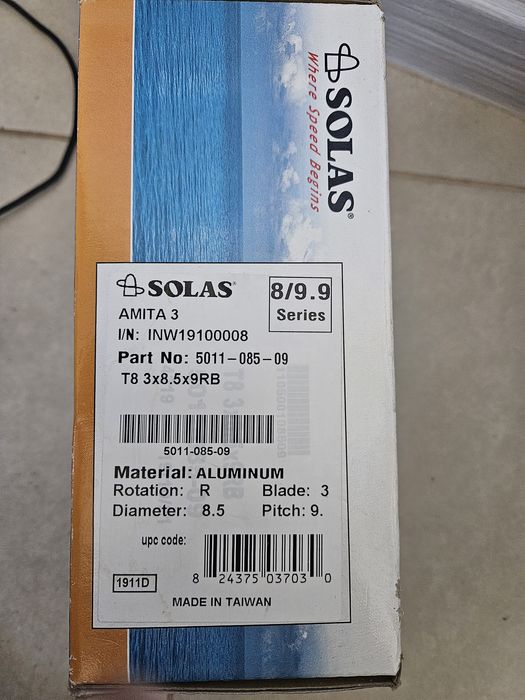 SOLAS®
Where Speed Begins
SOLAS®
8/9.9
Series
AMITA 3
I/N: INW19100008
Part No: 5011-085-09
T8 3x8.5x9RB
5011-085-09
Material: ALUMINUM
Rotation: R Blade: 3
Diameter: 8.5 Pitch: 9.
upc code:
8 24375 03703 0
1911D
MADE IN TAIWAN